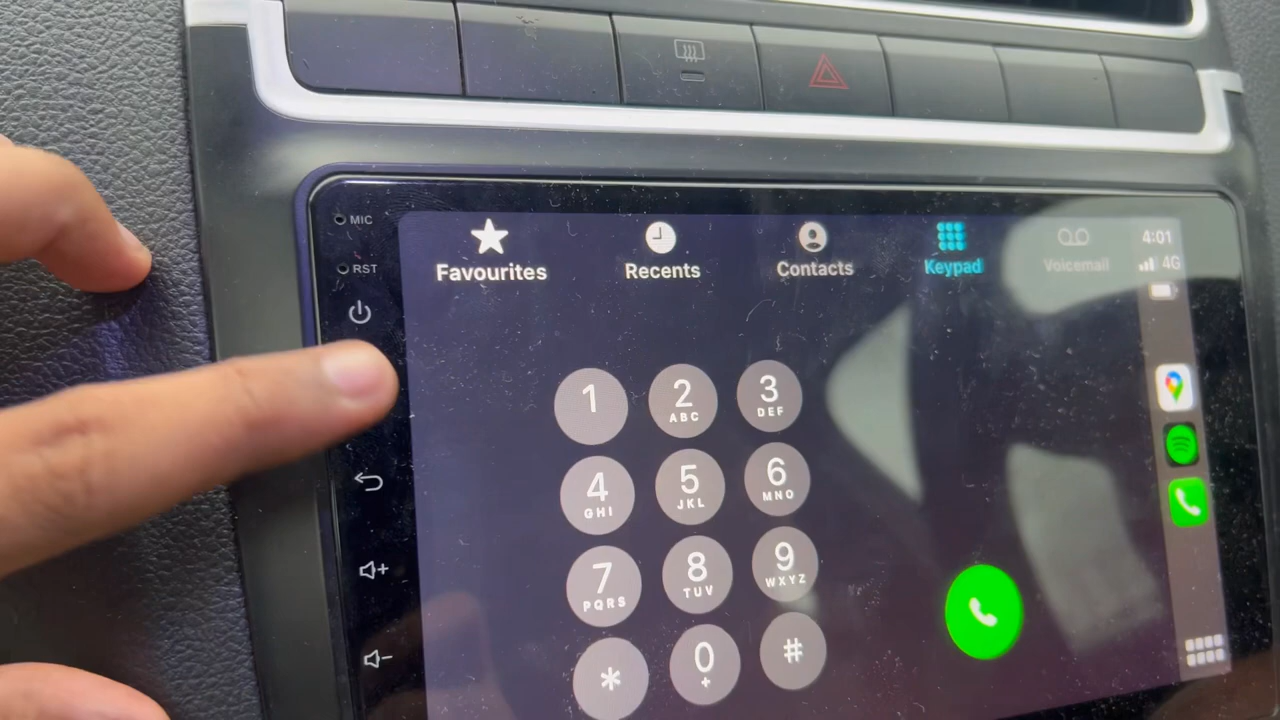 MIC
RST
Favourites
Recents
Contacts
Keypad
Voicemail
4:01
4G
1
2
ABC
3
DEF
4
GHI
5
JKL
6
MNO
7
PQRS
8
TUV
9
WXYZ
*
0
+
#